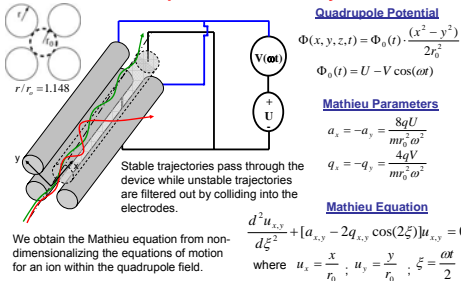 r
r₀
r/rₒ=1.148
y
x
V(ωt)
+
U
-
Stable trajectories pass through the
device while unstable trajectories
are filtered out by colliding into the
electrodes.
We obtain the Mathieu equation from non-
dimensionalizing the equations of motion
for an ion within the quadrupole field.
Quadrupole Potential
Φ(x, y, z, t) = Φ₀(t) · (x² − y²) / 2r₀²
Φ₀(t) = U − V cos(ωt)
Mathieu Parameters
aₓ = −a_y = 8qU / mr₀²ω²
qₓ = −q_y = 4qV / mr₀²ω²
Mathieu Equation
d²u_{x,y} / dξ² + [a_{x,y} − 2q_{x,y} cos(2ξ)]u_{x,y} = 0
where uₓ = x / r₀ ; u_y = y / r₀ ; ξ = ωt / 2